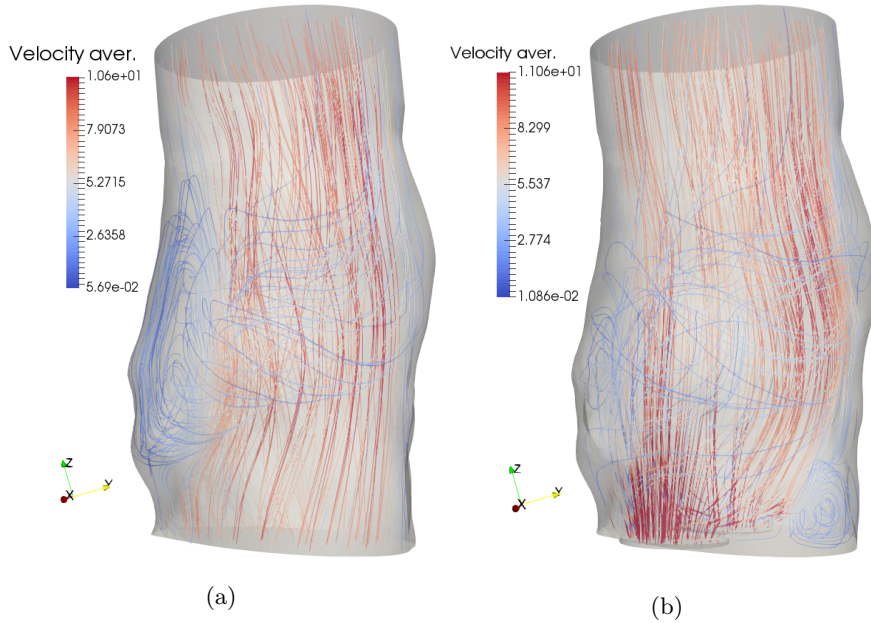 Velocity aver.
1.06e+01
7.9073
5.2715
2.6358
5.69e-02
Z
X
Y
(a)
Velocity aver.
1.106e+01
8.299
5.537
2.774
1.086e-02
Z
X
Y
(b)